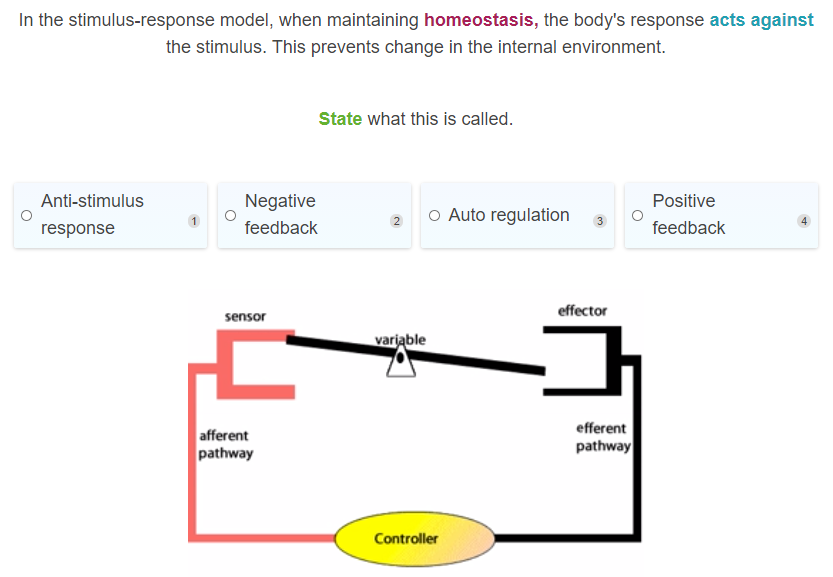 In the stimulus-response model, when maintaining homeostasis, the body's response acts against
the stimulus. This prevents change in the internal environment.
State what this is called.
Anti-stimulus
response
1
Negative
feedback
2
Auto regulation
3
Positive
feedback
4
sensor
effector
variable
afferent
pathway
efferent
pathway
Controller